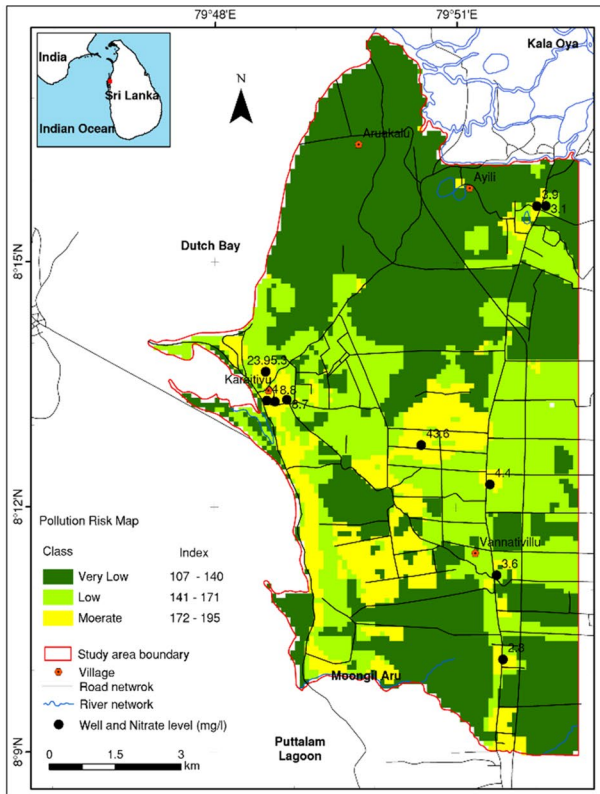 79°48'E
79°51'E
India
Sri Lanka
Indian Ocean
N
Kala Oya
Aruakalu
Ayili
3.9
3.1
Dutch Bay
8°15'N
23.95.3
Karaitivu
8.8
3.7
43.6
4.4
8°12'N
Pollution Risk Map
Class Index
Very Low 107 - 140
Low 141 - 171
Moerate 172 - 195
Vannativillu
3.6
Study area boundary
Village
Road netwrok
River network
Well and Nitrate level (mg/l)
2.8
Moongil Aru
0 1.5 3
km
Puttalam
Lagoon
8°9'N